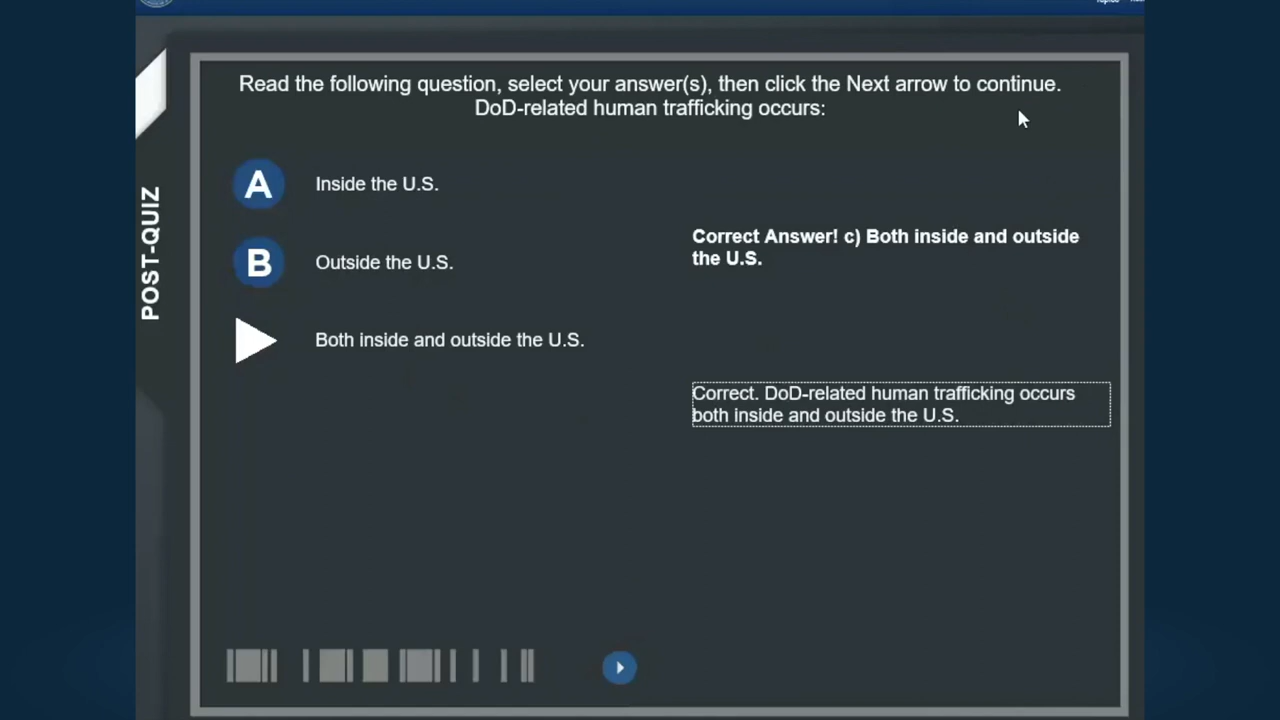 Read the following question, select your answer(s), then click the Next arrow to continue.
DoD-related human trafficking occurs:
POST-QUIZ
A Inside the U.S.
B Outside the U.S.
Both inside and outside the U.S.
Correct Answer! c) Both inside and outside
the U.S.
Correct. DoD-related human trafficking occurs
both inside and outside the U.S.